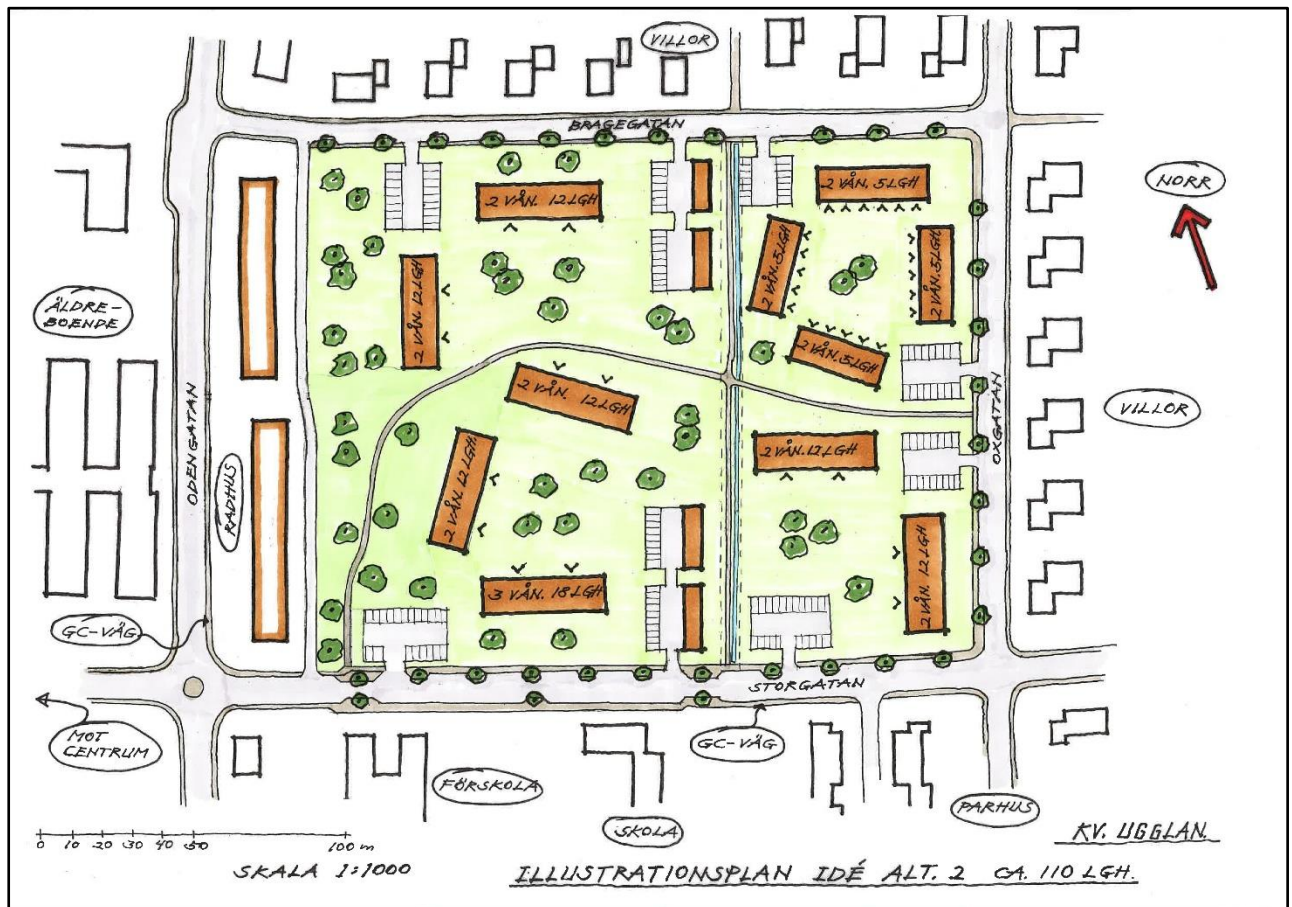 VILLOR
BRAGEGATAN
NORR
2 VÅN. 12 LGH
2 VÅN. 5 LGH
2 VÅN. 5 LGH
2 VÅN. 5 LGH
2 VÅN. 12 LGH
ÄLDRE-
BOENDE
2 VÅN. 5 LGH
2 VÅN. 12 LGH
VILLOR
ODENGATAN
RADHUS
2 VÅN. 12 LGH
2 VÅN. 12 LGH
OXGATAN
3 VÅN. 18 LGH
2 VÅN. 12 LGH
GC-VÄG
STORGATAN
MOT
CENTRUM
GC-VÄG
FÖRSKOLA
SKOLA
PARHUS
0 10 20 30 40 50 100 m
KV. UGGLAN.
SKALA 1:1000
ILLUSTRATIONSPLAN IDÉ ALT. 2 CA. 110 LGH.